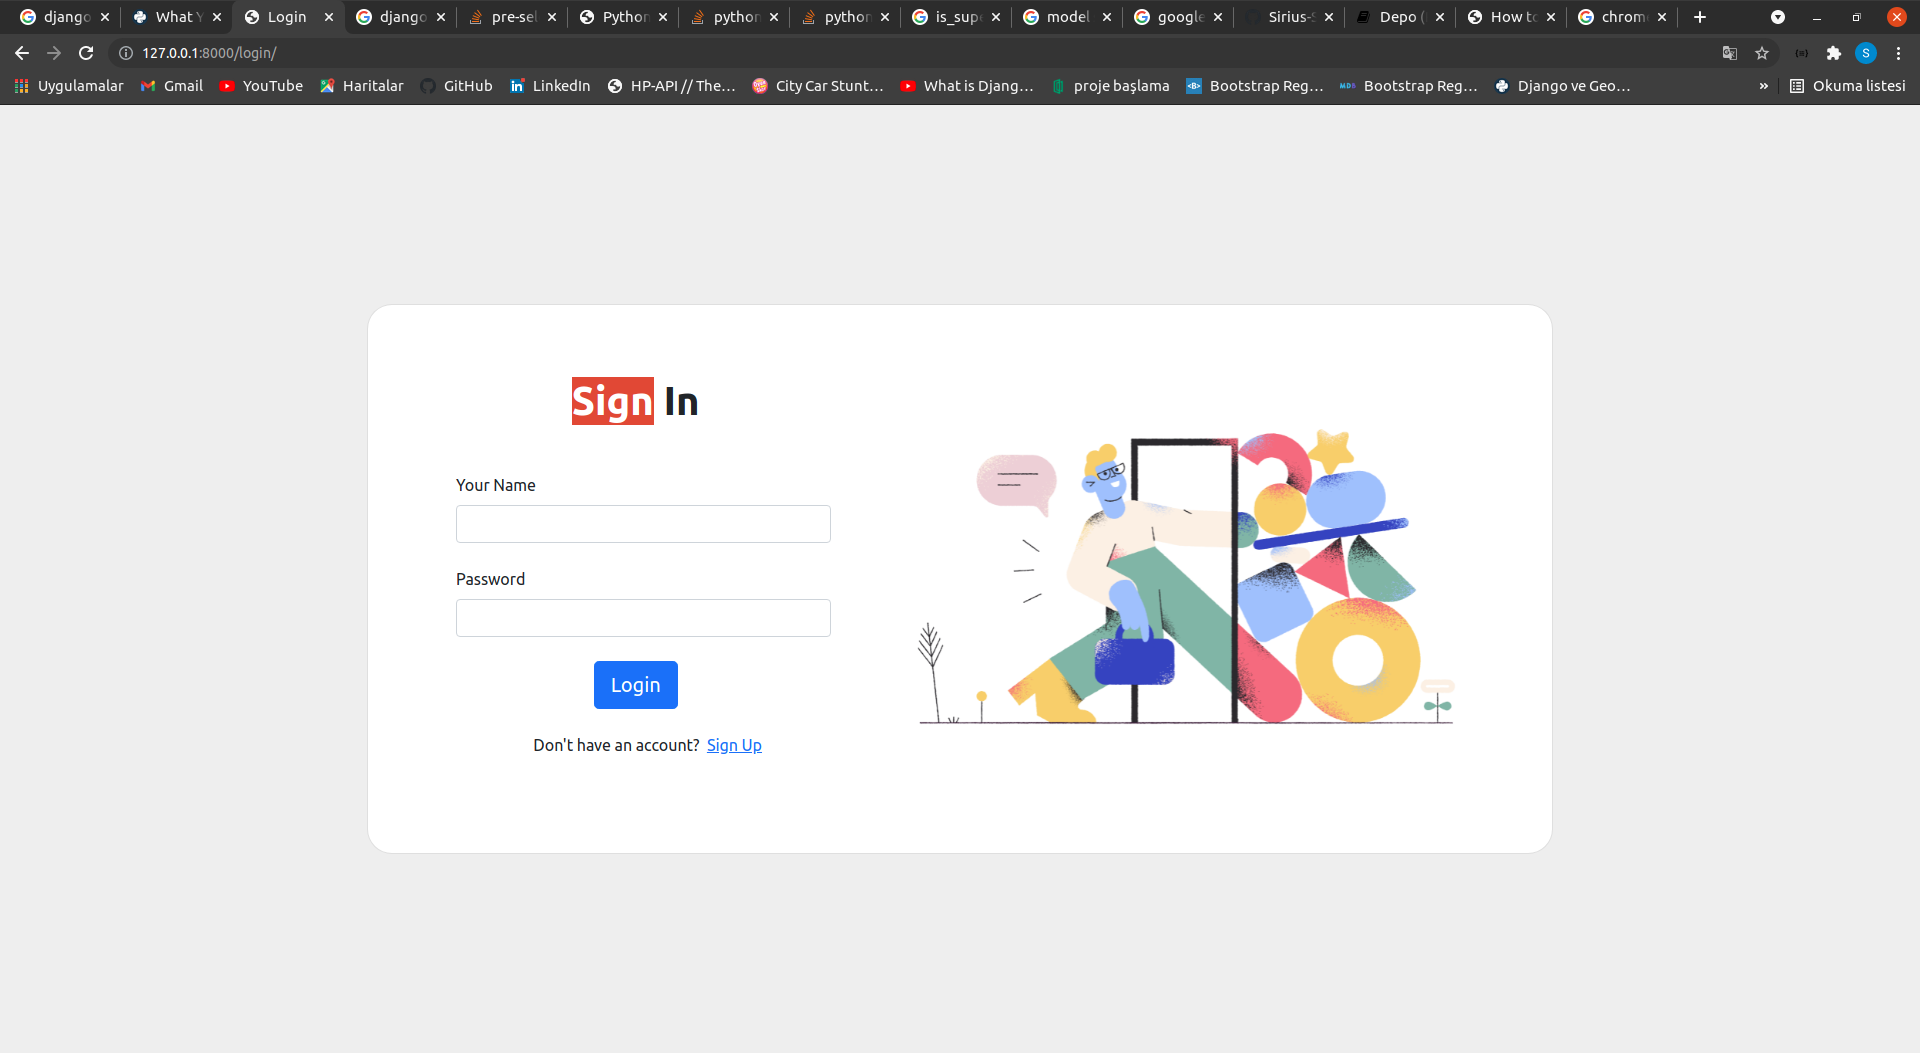 django
What Y
Login
django
pre-sel
Python
python
python
is_supe
model
google
Sirius-S
Depo (
How to
chrome
127.0.0.1:8000/login/
S
Uygulamalar
Gmail
YouTube
Haritalar
GitHub
LinkedIn
HP-API // The...
City Car Stunt...
What is Djang...
proje başlama
Bootstrap Reg...
Bootstrap Reg...
Django ve Geo...
»
Okuma listesi
Sign In
Your Name
Password
Login
Don't have an account? Sign Up